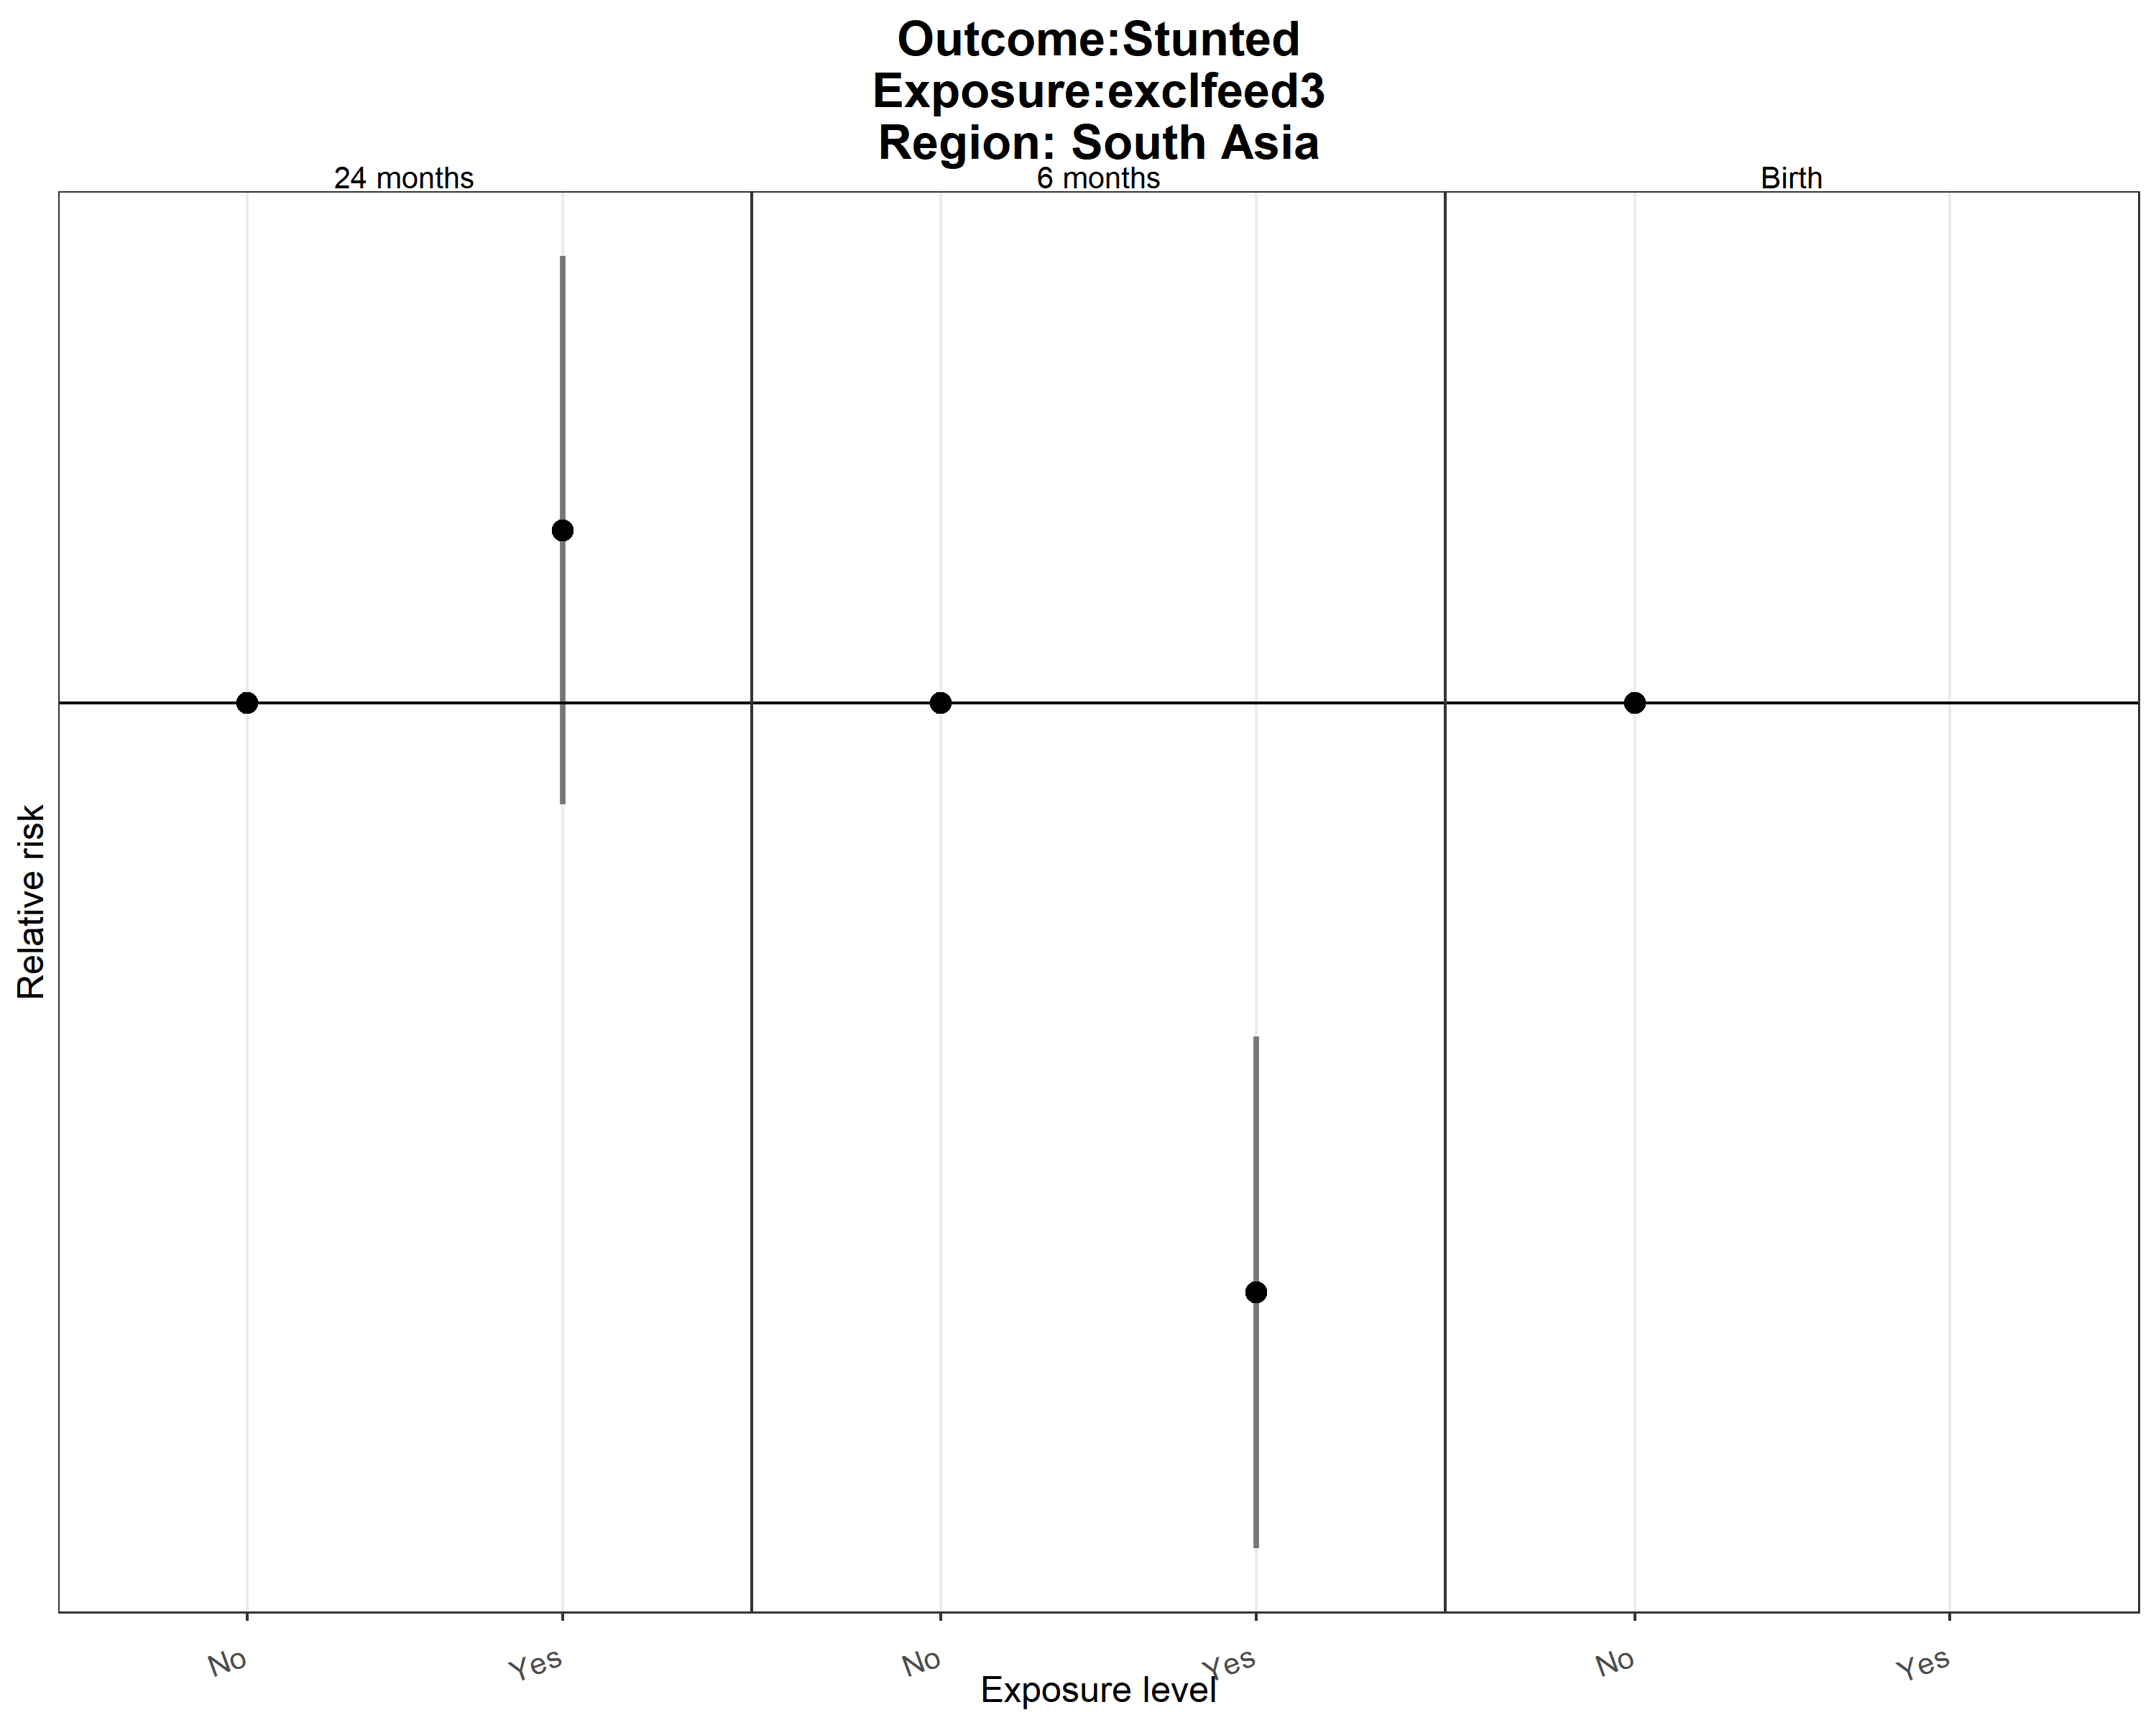 Outcome:Stunted
Exposure:exclfeed3
Region: South Asia
24 months
6 months
Birth
Relative risk
No
Yes
No
Yes
No
Yes
Exposure level